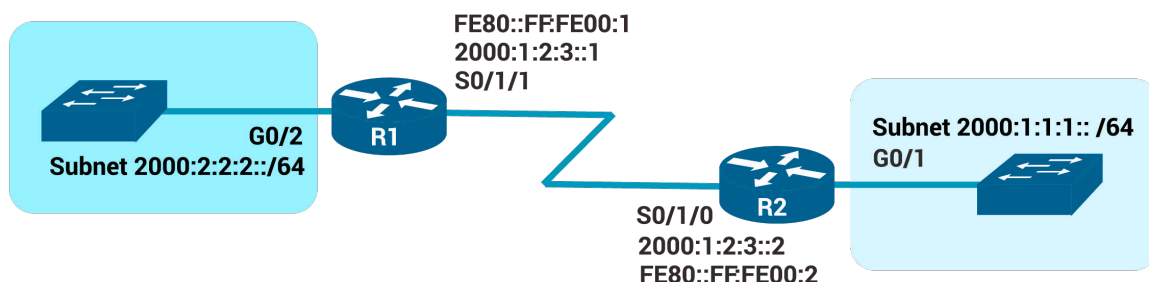 FE80::FF:FE00:1
2000:1:2:3::1
S0/1/1
G0/2
R1
Subnet 2000:2:2:2::/64
Subnet 2000:1:1:1:: /64
G0/1
S0/1/0
R2
2000:1:2:3::2
FE80::FF:FE00:2